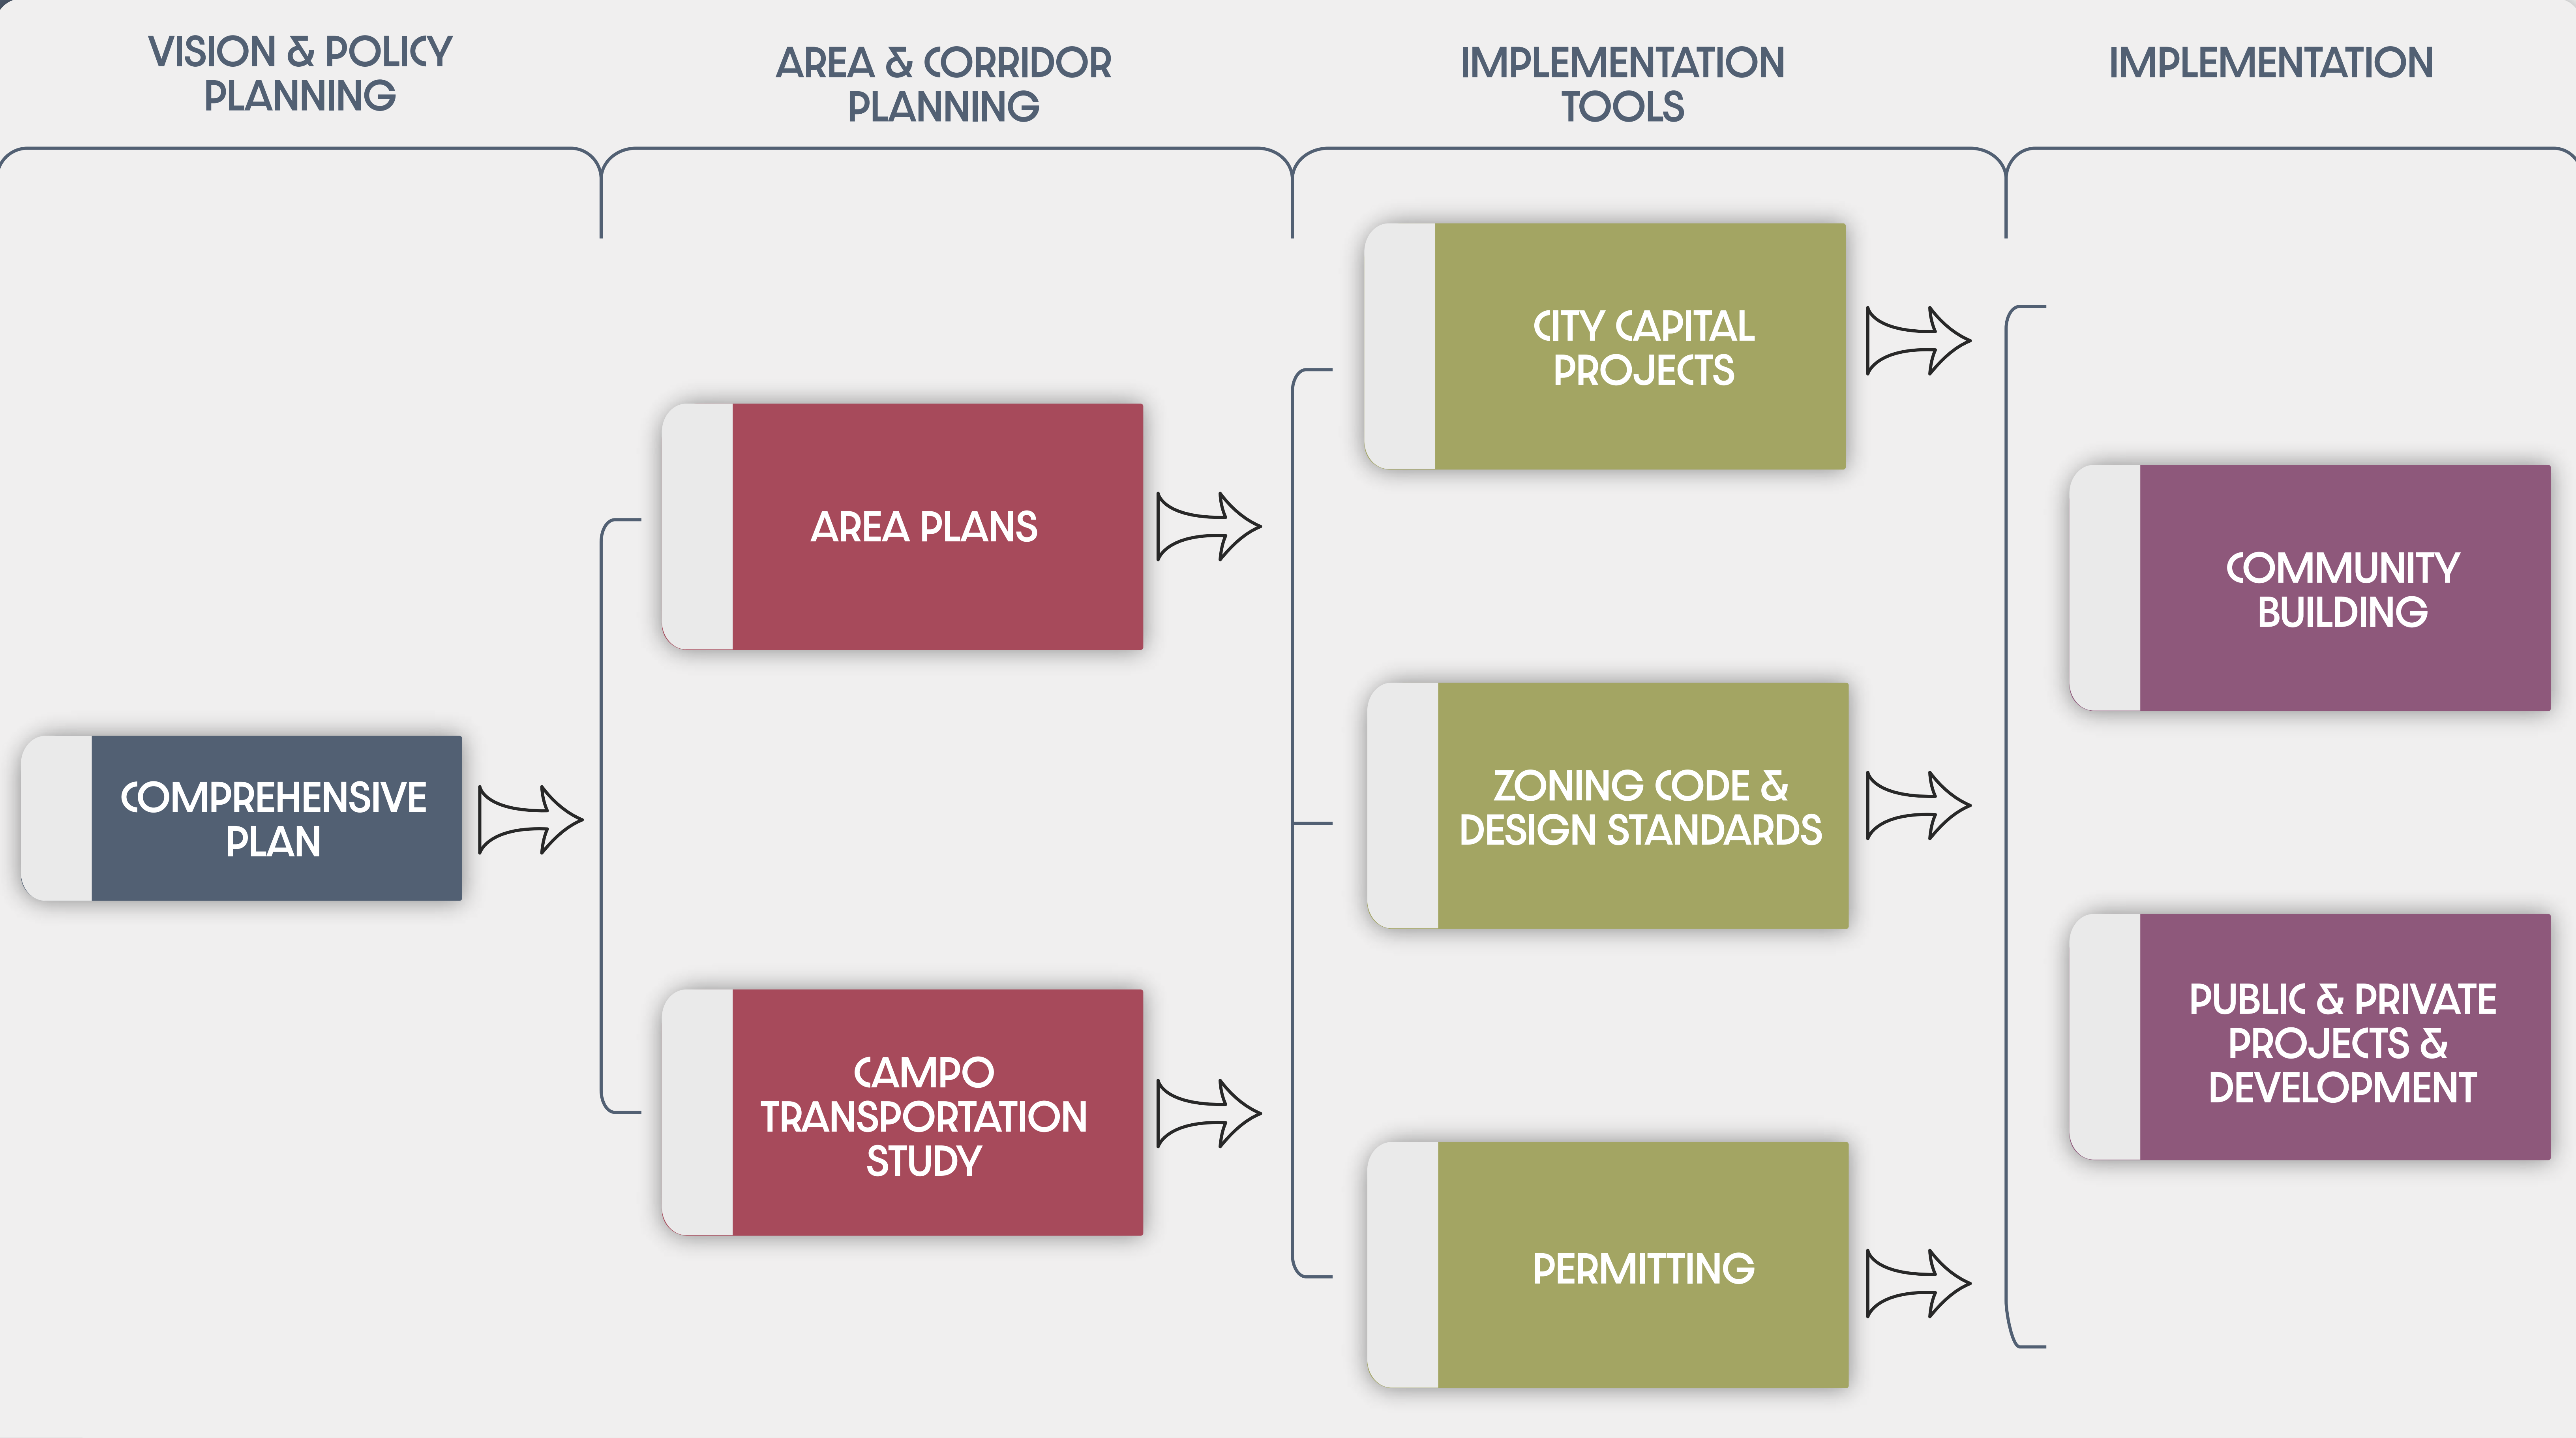 VISION & POLICY
PLANNING
AREA & CORRIDOR
PLANNING
IMPLEMENTATION
TOOLS
IMPLEMENTATION
COMPREHENSIVE
PLAN
AREA PLANS
CAMPO
TRANSPORTATION
STUDY
CITY CAPITAL
PROJECTS
ZONING CODE &
DESIGN STANDARDS
PERMITTING
COMMUNITY
BUILDING
PUBLIC & PRIVATE
PROJECTS &
DEVELOPMENT